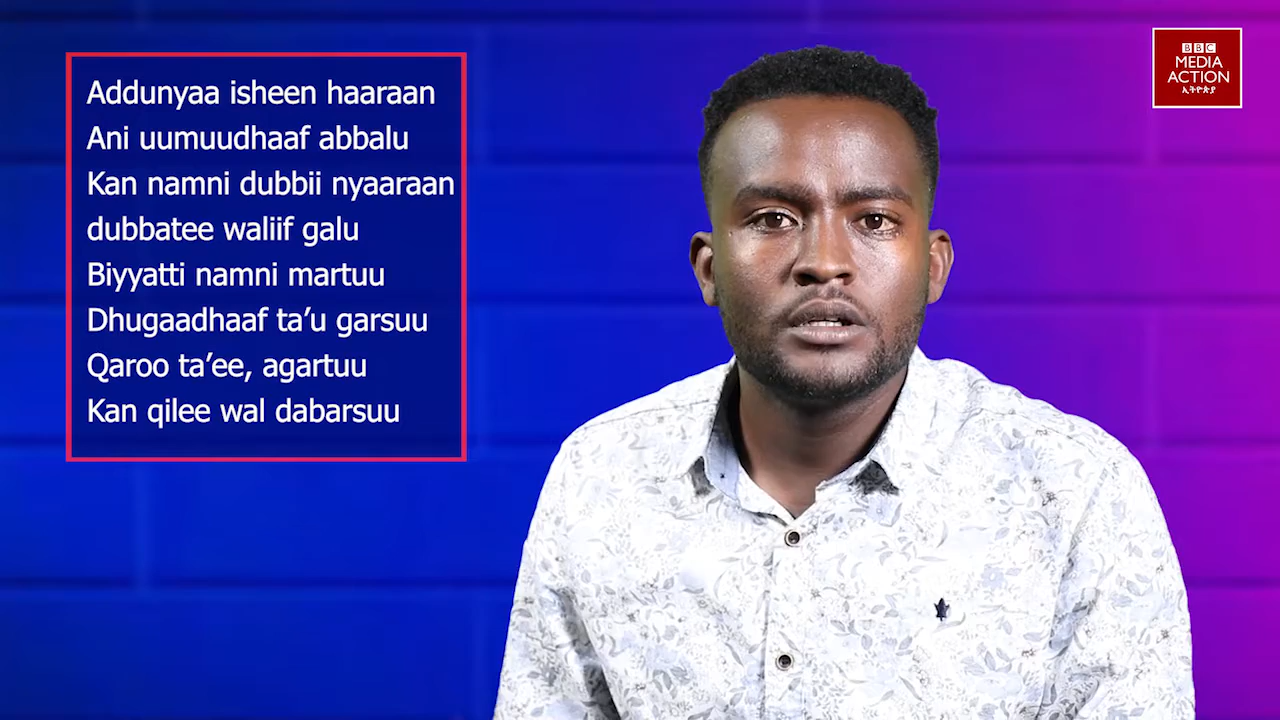 Addunyaa isheen haaraan
Ani uumuudhaaf abbalu
Kan namni dubbii nyaaraan
dubbatee waliif galu
Biyyatti namni martuu
Dhugaadhaaf ta’u garsuu
Qaroo ta’ee, agartuu
Kan qilee wal dabarsuu
BBC
MEDIA
ACTION
ኢትዮጵያ